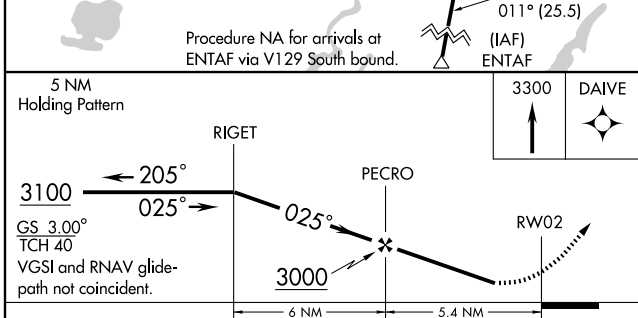 011° (25.5)
Procedure NA for arrivals at
ENTAF via V129 South bound.
(IAF)
ENTAF
5 NM
Holding Pattern
3300
DAIVE
RIGET
PECRO
205°
3100
025°
025°
GS 3.00°
TCH 40
RW02
VGSI and RNAV glide-
path not coincident.
3000
6 NM
5.4 NM